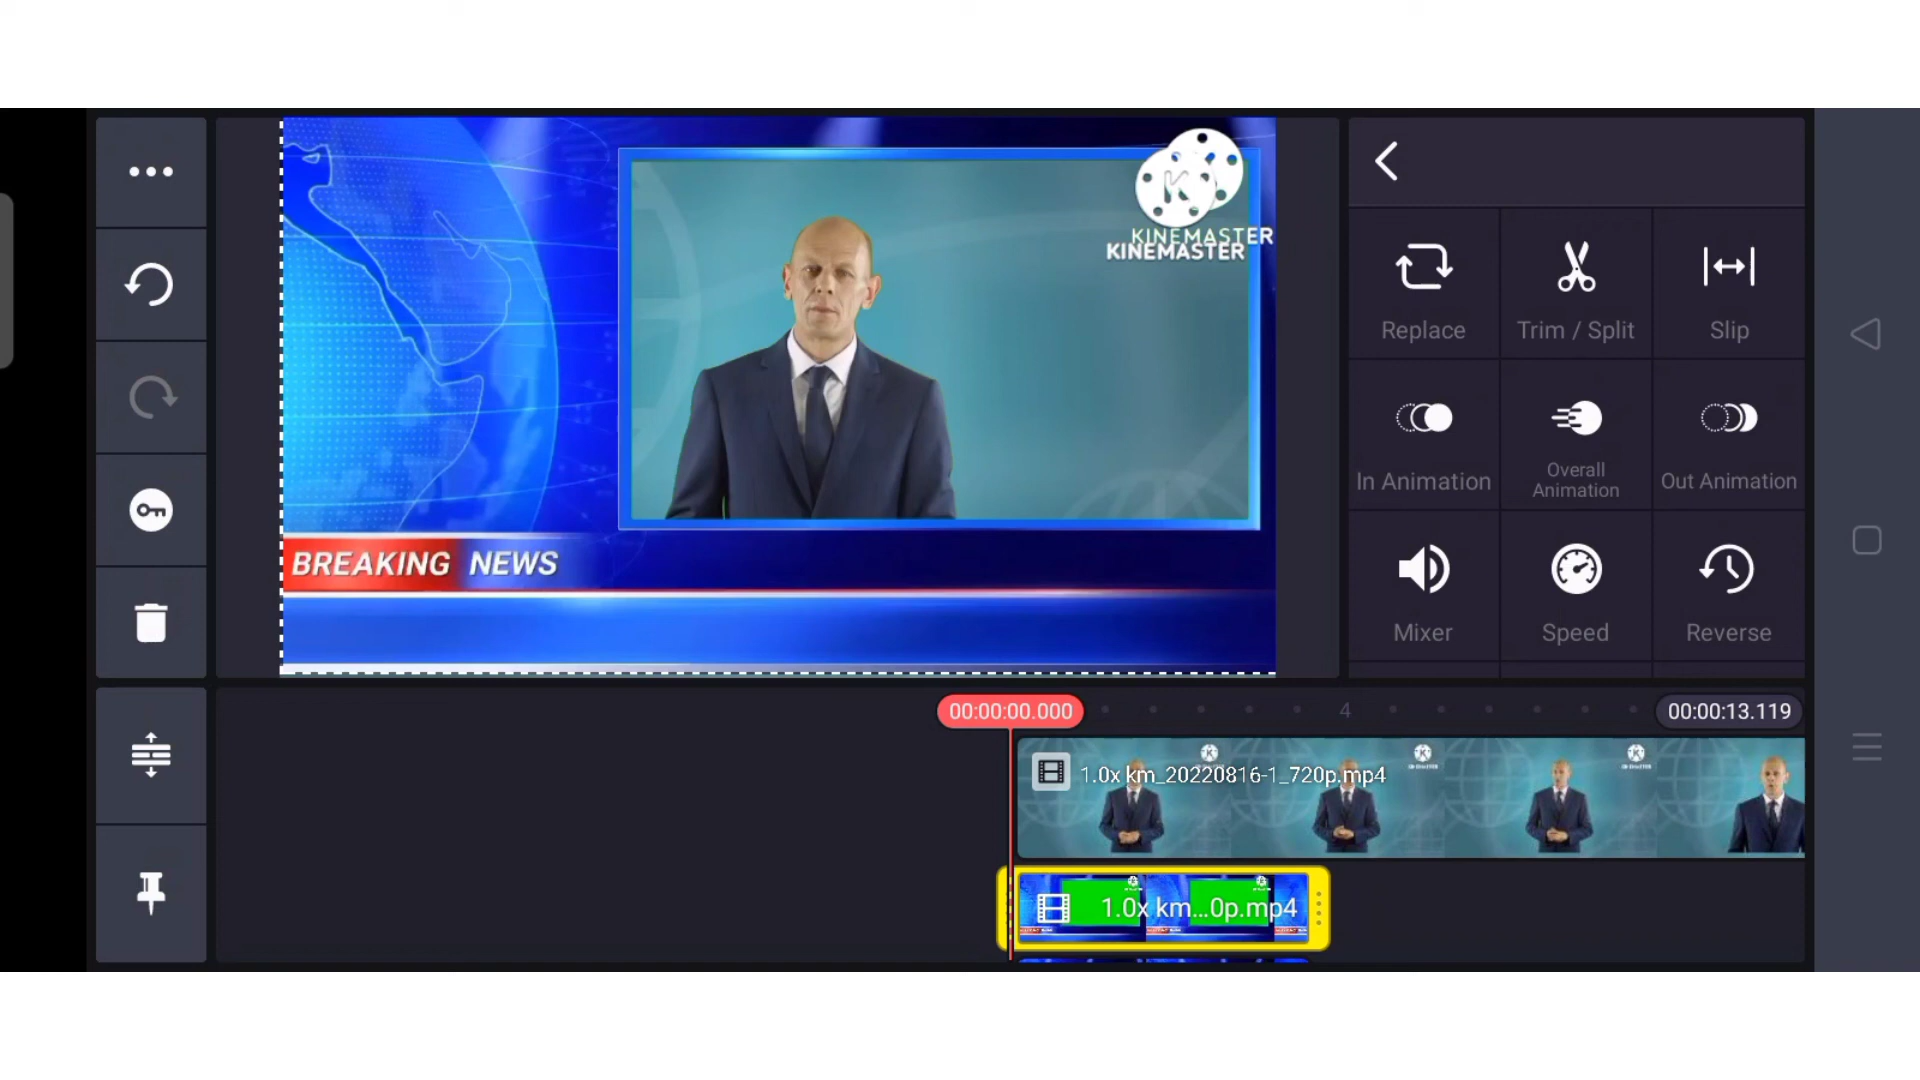 KINEMASTER
KINEMASTER
BREAKING NEWS
Replace
Trim / Split
Slip
In Animation
Overall
Animation
Out Animation
Mixer
Speed
Reverse
00:00:00.000
4
00:00:13.119
1.0x km_20220816-1_720p.mp4
1.0x km...0p.mp4